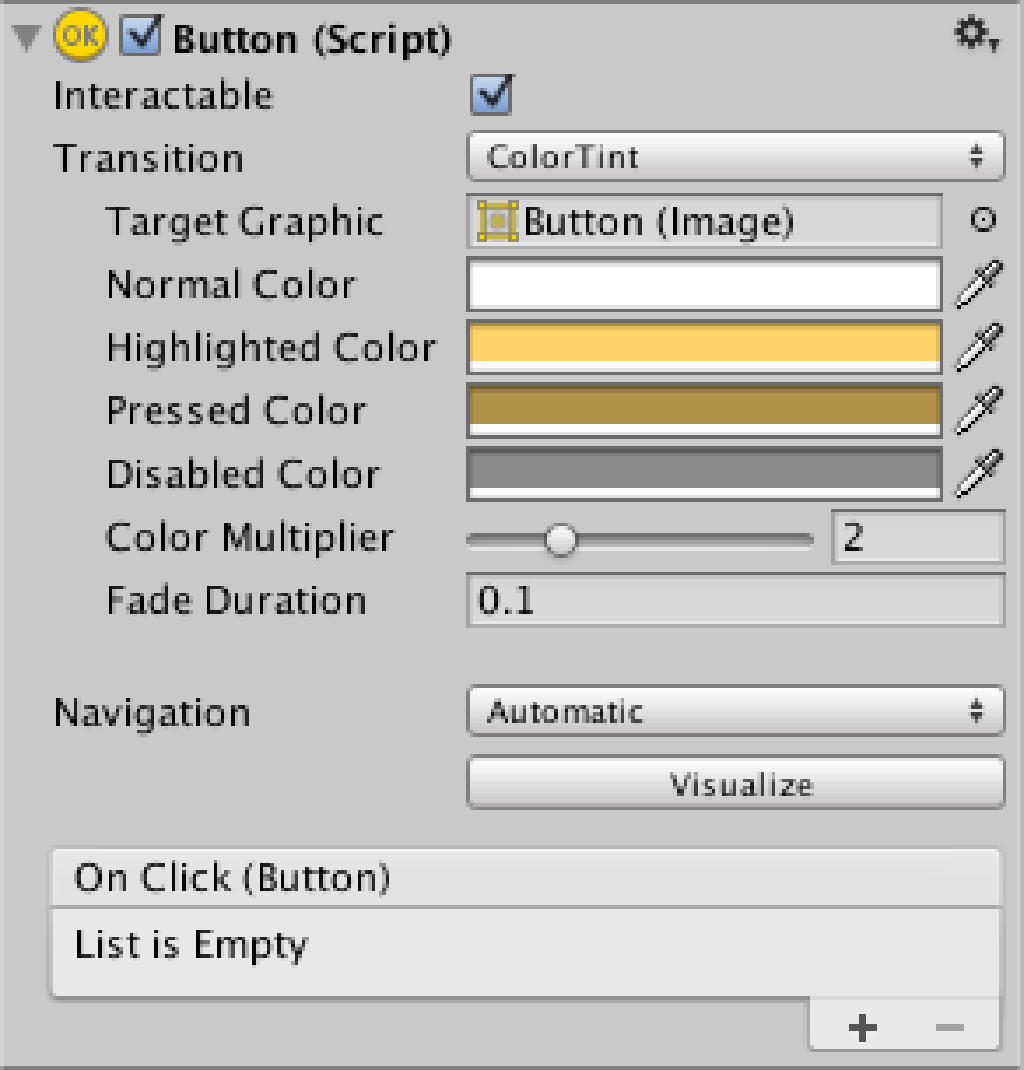 OK Button (Script)
Interactable
Transition ColorTint
Target Graphic Button (Image)
Normal Color
Highlighted Color
Pressed Color
Disabled Color
Color Multiplier 2
Fade Duration 0.1
Navigation Automatic
Visualize
On Click (Button)
List is Empty